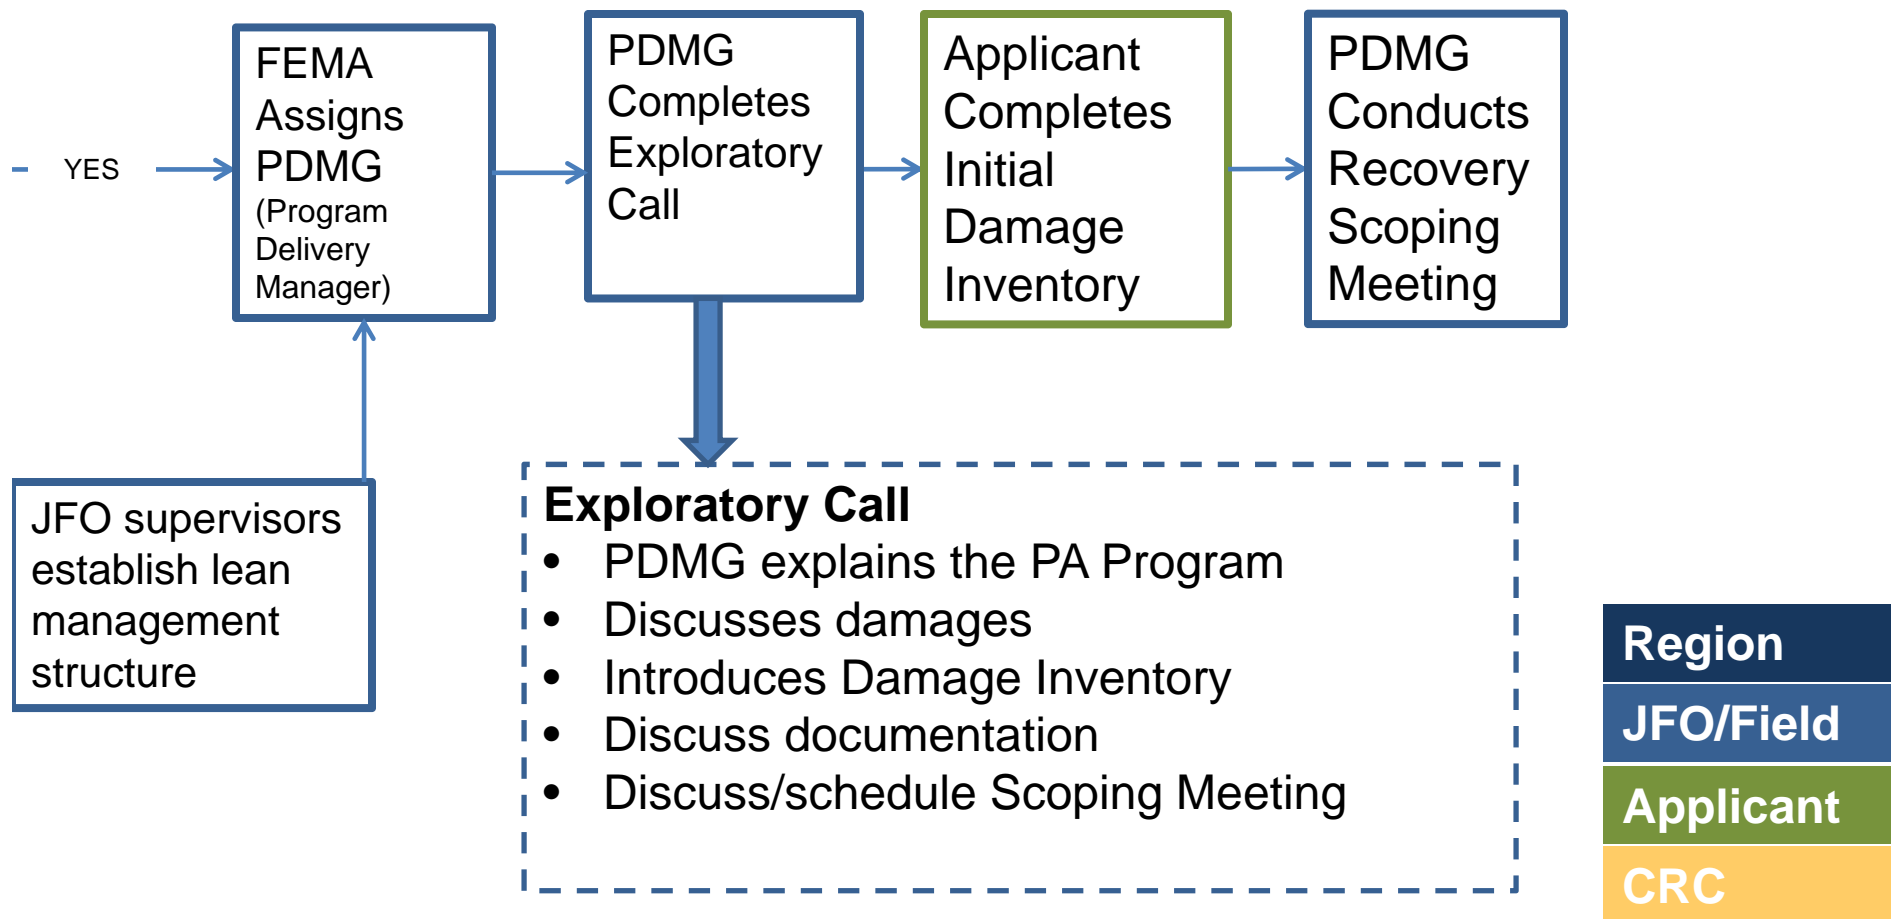 YES
FEMA
Assigns
PDMG
(Program
Delivery
Manager)
PDMG
Completes
Exploratory
Call
Applicant
Completes
Initial
Damage
Inventory
PDMG
Conducts
Recovery
Scoping
Meeting
JFO supervisors
establish lean
management
structure
Exploratory Call
• PDMG explains the PA Program
• Discusses damages
• Introduces Damage Inventory
• Discuss documentation
• Discuss/schedule Scoping Meeting
Region
JFO/Field
Applicant
CRC